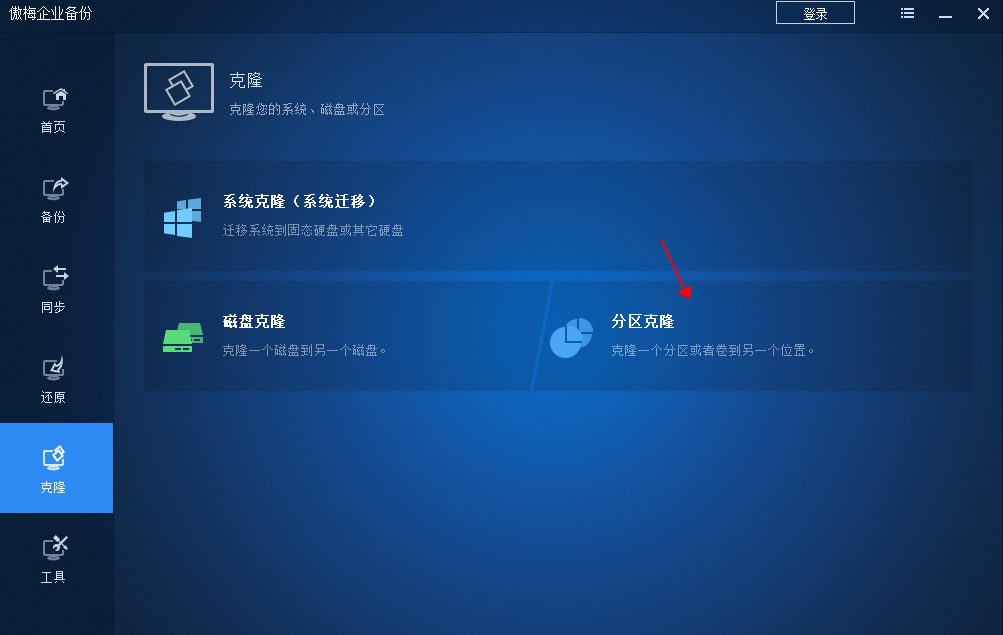 傲梅企业备份
登录
首页
备份
同步
还原
克隆
工具
克隆
克隆您的系统、磁盘或分区
系统克隆（系统迁移）
迁移系统到固态硬盘或其它硬盘
磁盘克隆
克隆一个磁盘到另一个磁盘。
分区克隆
克隆一个分区或者卷到另一个位置。